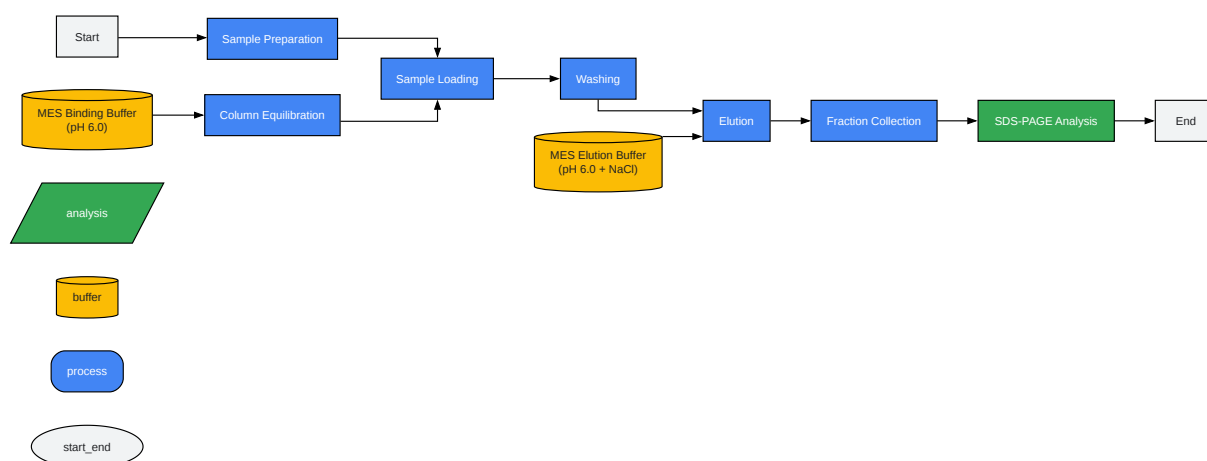 Start
Sample Preparation
Sample Loading
Washing
MES Binding Buffer
(pH 6.0)
Column Equilibration
Elution
Fraction Collection
SDS-PAGE Analysis
End
MES Elution Buffer
(pH 6.0 + NaCl)
analysis
buffer
process
start_end